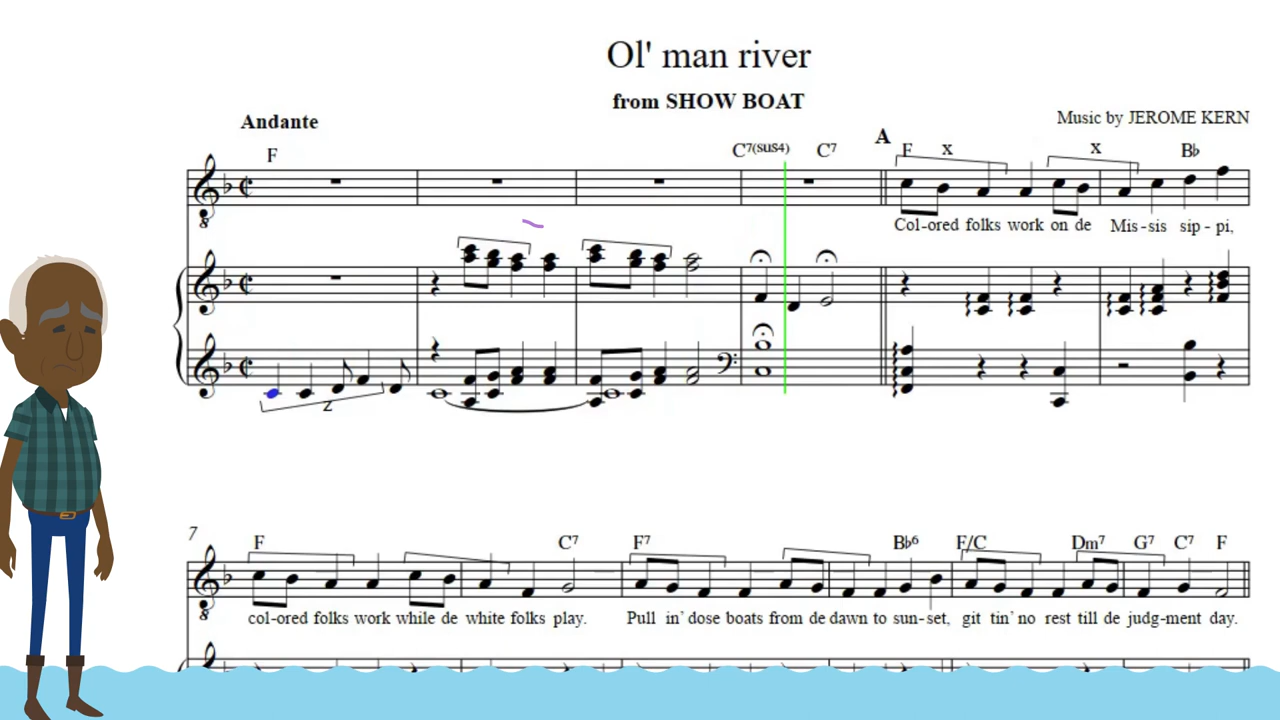 Ol' man river
from SHOW BOAT
Music by JEROME KERN
Andante
A
F C7(sus4) C7 F x x B♭
8
Col-ored folks work on de Mis-sis sip-pi,
z
7
F C7 F7 B♭6 F/C Dm7 G7 C7 F
8
col-ored folks work while de white folks play. Pull in' dose boats from de dawn to sun-set, git tin' no rest till de judg-ment day.